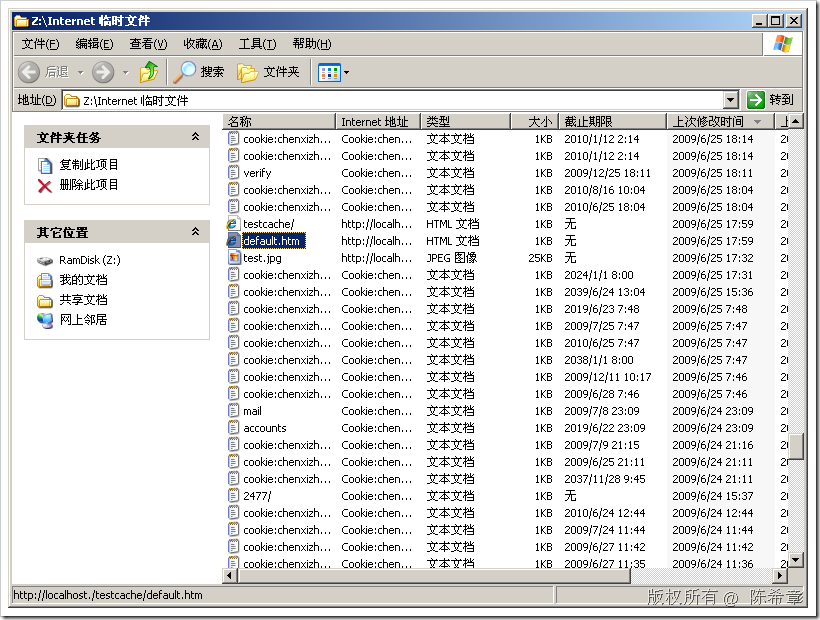 Z:\Internet 临时文件
文件(F) 编辑(E) 查看(V) 收藏(A) 工具(T) 帮助(H)
后退 搜索 文件夹
地址(D) Z:\Internet 临时文件 转到
文件夹任务
复制此项目
删除此项目
其它位置
RamDisk (Z:)
我的文档
共享文档
网上邻居
名称 Internet 地址 类型 大小 截止期限 上次修改时间 上
cookie:chenxizh... Cookie:chen... 文本文档 1KB 2010/1/12 2:14 2009/6/25 18:14 20
cookie:chenxizh... Cookie:chen... 文本文档 1KB 2010/1/12 2:14 2009/6/25 18:14 20
verify Cookie:chen... 文本文档 1KB 2009/12/25 18:11 2009/6/25 18:11 20
cookie:chenxizh... Cookie:chen... 文本文档 1KB 2010/8/16 10:04 2009/6/25 18:04 20
cookie:chenxizh... Cookie:chen... 文本文档 1KB 2010/6/25 18:04 2009/6/25 18:04 20
testcache/ http://localh... HTML 文档 1KB 无 2009/6/25 17:59 20
default.htm http://localh... HTML 文档 1KB 无 2009/6/25 17:59 20
test.jpg http://localh... JPEG 图像 25KB 无 2009/6/25 17:32 20
cookie:chenxizh... Cookie:chen... 文本文档 1KB 2024/1/1 8:00 2009/6/25 17:31 20
cookie:chenxizh... Cookie:chen... 文本文档 1KB 2039/6/24 13:04 2009/6/25 15:36 20
cookie:chenxizh... Cookie:chen... 文本文档 1KB 2019/6/23 7:48 2009/6/25 7:48 20
cookie:chenxizh... Cookie:chen... 文本文档 1KB 2009/7/25 7:47 2009/6/25 7:47 20
cookie:chenxizh... Cookie:chen... 文本文档 1KB 2010/6/25 7:47 2009/6/25 7:47 20
cookie:chenxizh... Cookie:chen... 文本文档 1KB 2038/1/1 8:00 2009/6/25 7:47 20
cookie:chenxizh... Cookie:chen... 文本文档 1KB 2009/12/11 10:17 2009/6/25 7:46 20
cookie:chenxizh... Cookie:chen... 文本文档 1KB 2009/6/28 7:46 2009/6/25 7:46 20
mail Cookie:chen... 文本文档 1KB 2009/7/8 23:09 2009/6/24 23:09 20
accounts Cookie:chen... 文本文档 1KB 2019/6/22 23:09 2009/6/24 23:09 20
cookie:chenxizh... Cookie:chen... 文本文档 1KB 2009/7/9 21:15 2009/6/24 21:16 20
cookie:chenxizh... Cookie:chen... 文本文档 1KB 2009/6/25 21:11 2009/6/24 21:11 20
cookie:chenxizh... Cookie:chen... 文本文档 1KB 2037/11/28 9:45 2009/6/24 21:11 20
2477/ Cookie:chen... 文本文档 1KB 无 2009/6/24 15:37 20
cookie:chenxizh... Cookie:chen... 文本文档 1KB 2010/6/24 12:44 2009/6/24 12:44 20
cookie:chenxizh... Cookie:chen... 文本文档 1KB 2009/7/24 11:44 2009/6/24 11:44 20
cookie:chenxizh... Cookie:chen... 文本文档 1KB 2009/6/27 11:42 2009/6/24 11:42 20
cookie:chenxizh... Cookie:chen... 文本文档 1KB 2009/6/27 11:35 2009/6/24 11:36 20
http://localhost./testcache/default.htm
版权所有 @ 陈希章